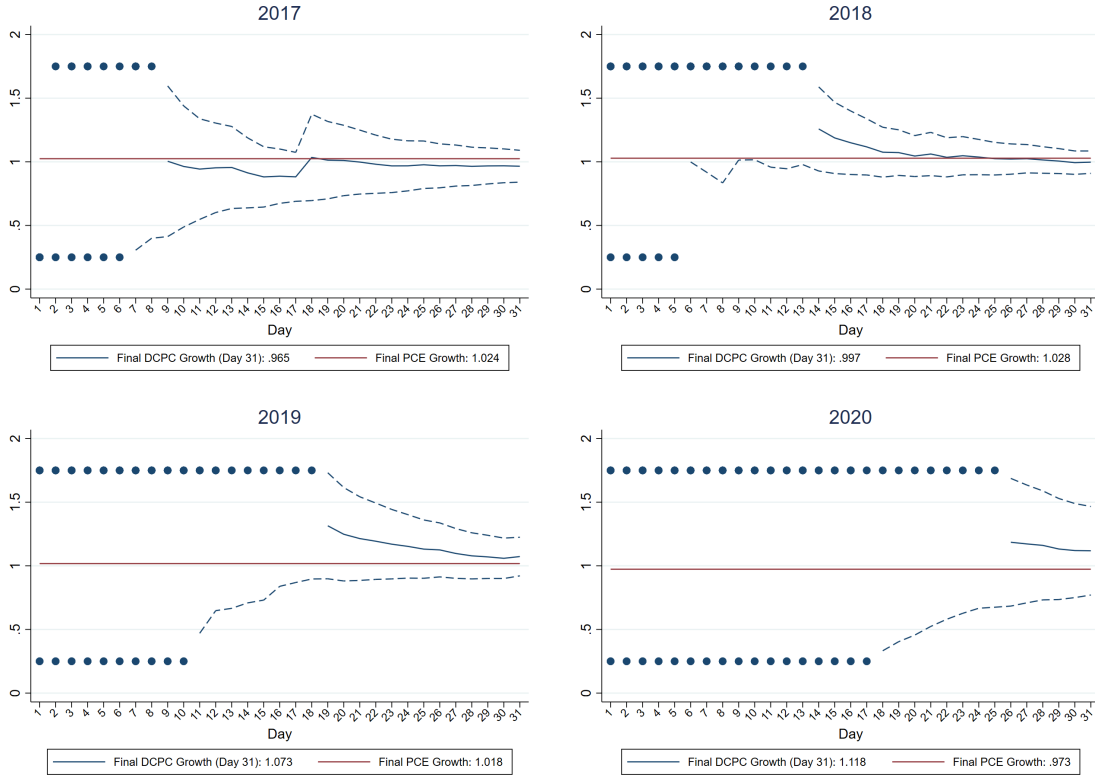 2017
2
1.5
1
.5
0
1 2 3 4 5 6 7 8 9 10 11 12 13 14 15 16 17 18 19 20 21 22 23 24 25 26 27 28 29 30 31
Day
Final DCPC Growth (Day 31): .965 Final PCE Growth: 1.024
2018
2
1.5
1
.5
0
1 2 3 4 5 6 7 8 9 10 11 12 13 14 15 16 17 18 19 20 21 22 23 24 25 26 27 28 29 30 31
Day
Final DCPC Growth (Day 31): .997 Final PCE Growth: 1.028
2019
2
1.5
1
.5
0
1 2 3 4 5 6 7 8 9 10 11 12 13 14 15 16 17 18 19 20 21 22 23 24 25 26 27 28 29 30 31
Day
Final DCPC Growth (Day 31): 1.073 Final PCE Growth: 1.018
2020
2
1.5
1
.5
0
1 2 3 4 5 6 7 8 9 10 11 12 13 14 15 16 17 18 19 20 21 22 23 24 25 26 27 28 29 30 31
Day
Final DCPC Growth (Day 31): 1.118 Final PCE Growth: .973